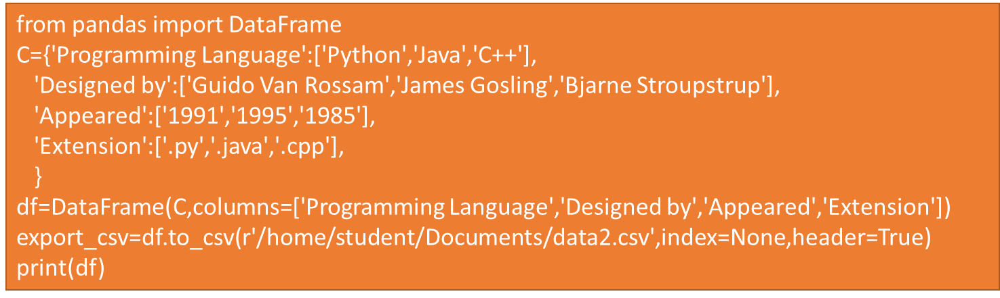 from pandas import DataFrame
C={'Programming Language':['Python','Java','C++'],
'Designed by':['Guido Van Rossam','James Gosling','Bjarne Stroupstrup'],
'Appeared':['1991','1995','1985'],
'Extension':['.py','.java','.cpp'],
}
df=DataFrame(C,columns=['Programming Language','Designed by','Appeared','Extension'])
export_csv=df.to_csv(r'/home/student/Documents/data2.csv',index=None,header=True)
print(df)